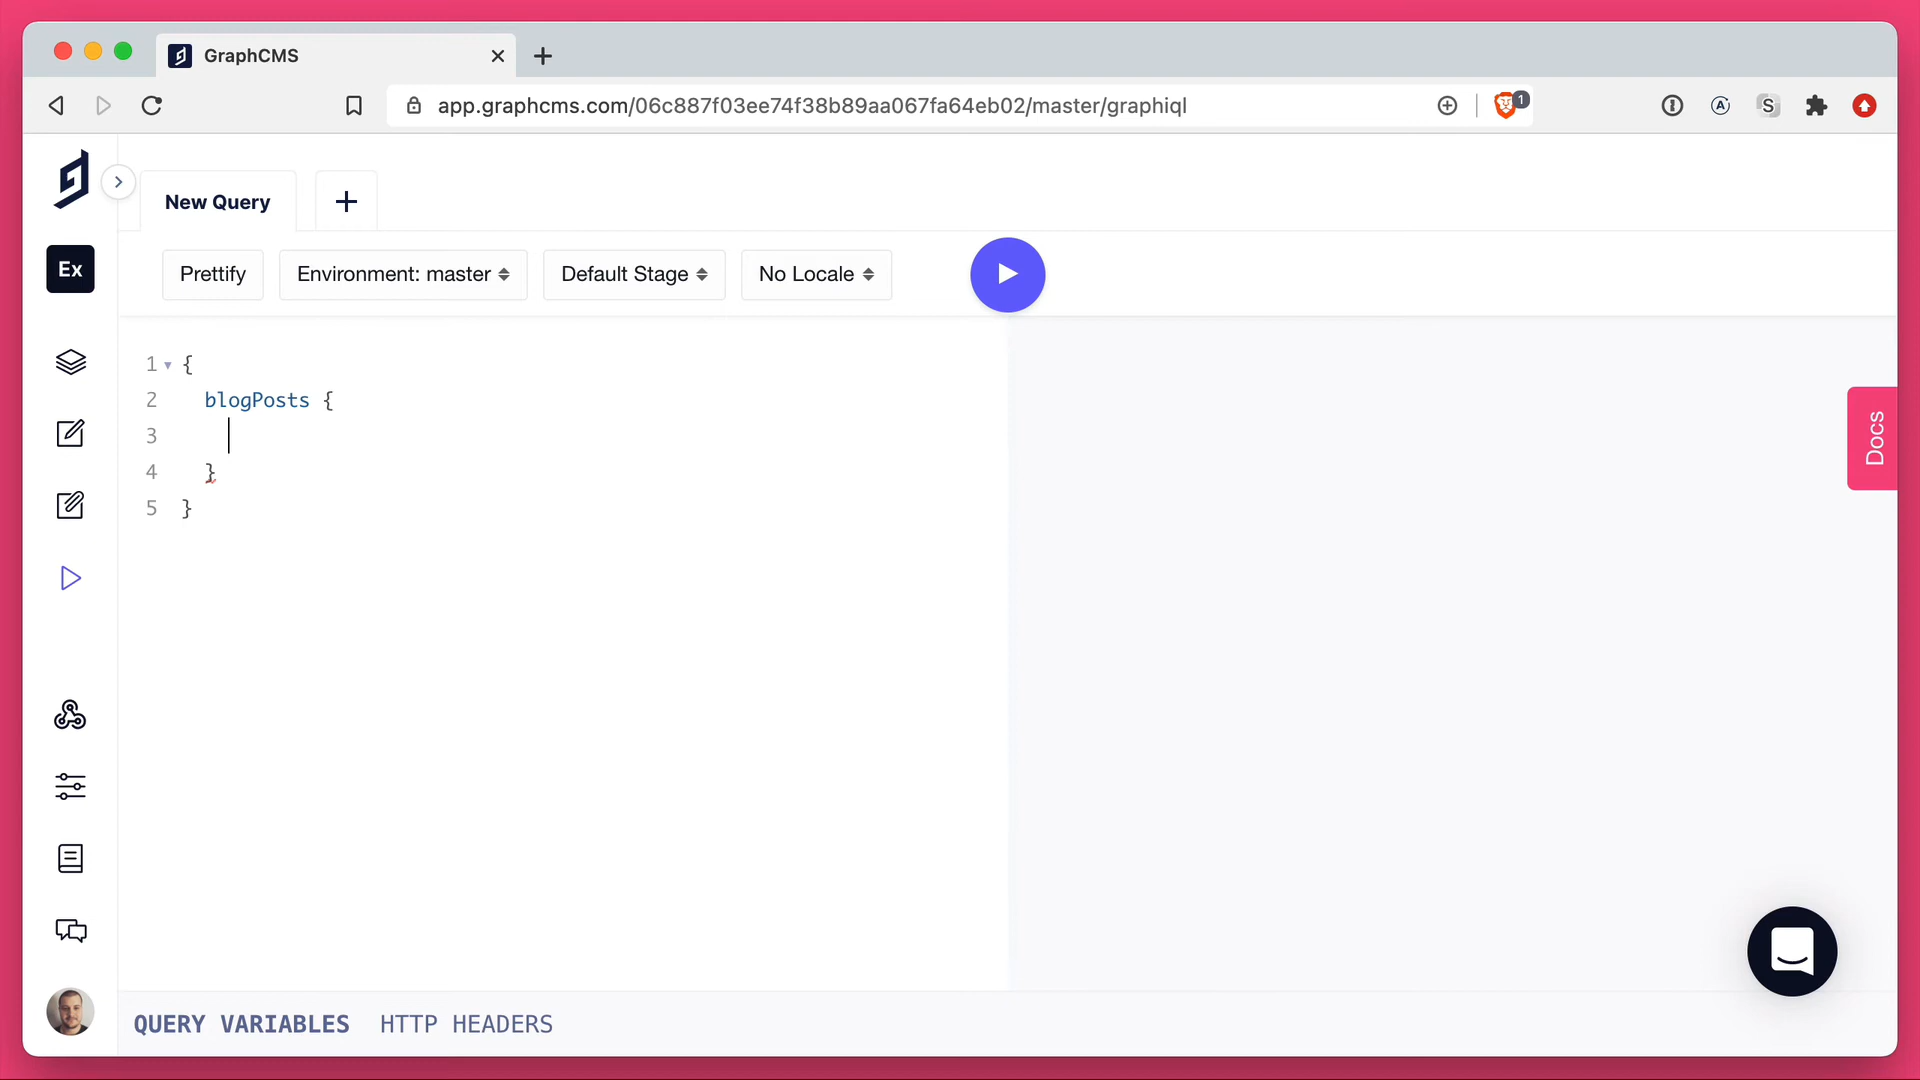 GraphCMS
app.graphcms.com/06c887f03ee74f38b89aa067fa64eb02/master/graphiql
1
A
S
New Query
Ex
Prettify
Environment: master
Default Stage
No Locale
1 {
2 blogPosts {
3
4 }
5 }
Docs
QUERY VARIABLES HTTP HEADERS